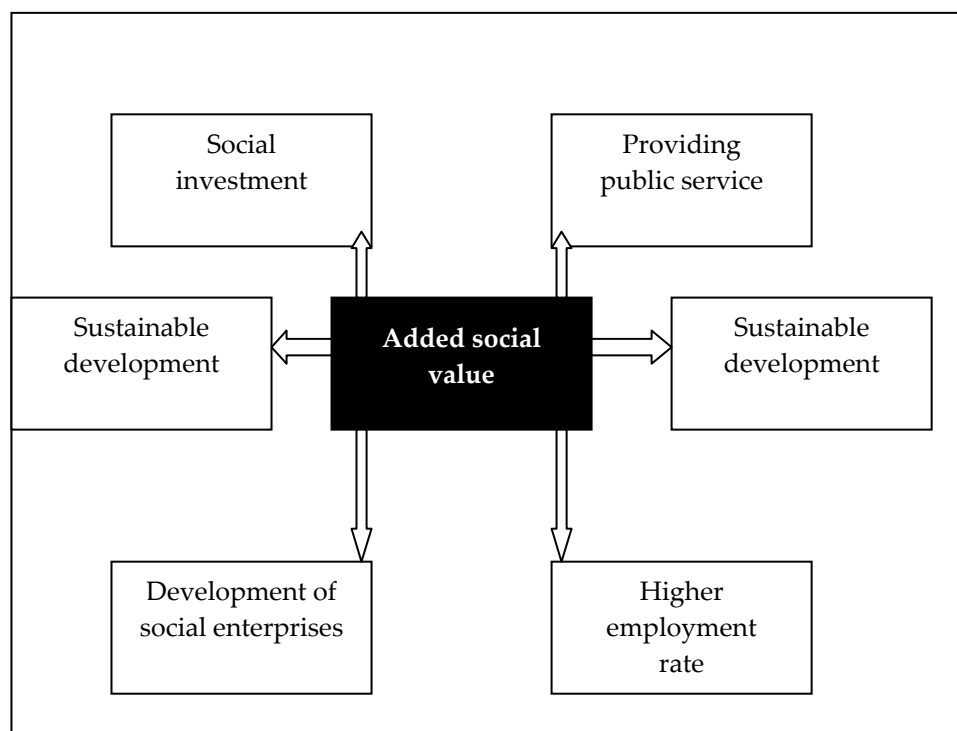 Social
investment
Providing
public service
Sustainable
development
Added social
value
Sustainable
development
Development of
social enterprises
Higher
employment
rate